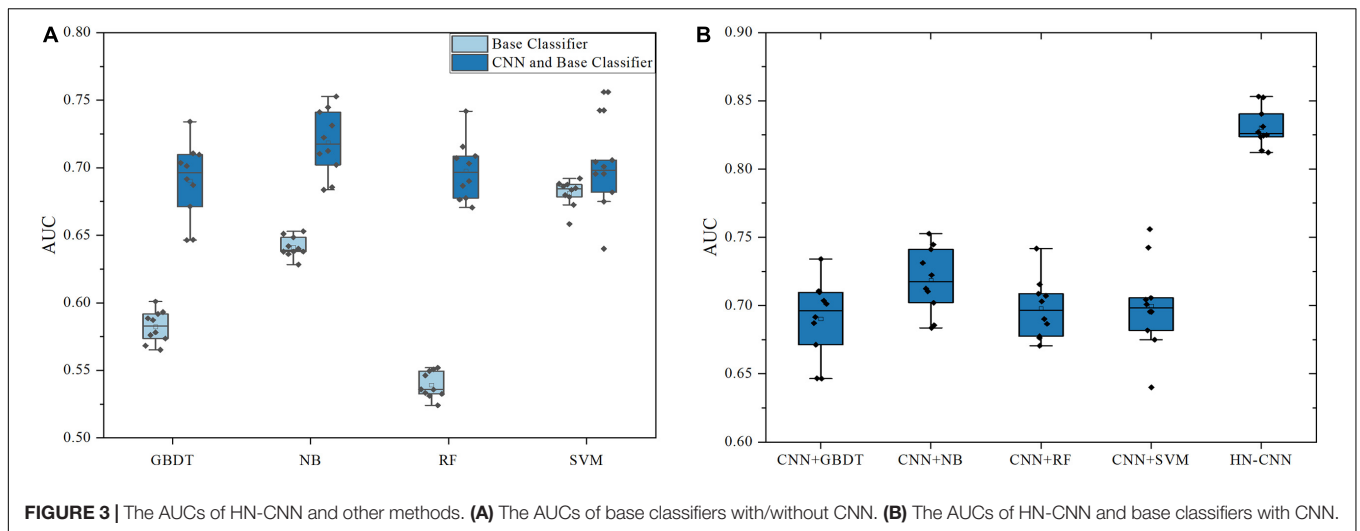 A
0.80
0.75
0.70
0.65
0.60
0.55
0.50
AUC
Base Classifier
CNN and Base Classifier
GBDT NB RF SVM
B
0.90
0.85
0.80
0.75
0.70
0.65
0.60
AUC
CNN+GBDT CNN+NB CNN+RF CNN+SVM HN-CNN
FIGURE 3 | The AUCs of HN-CNN and other methods. (A) The AUCs of base classifiers with/without CNN. (B) The AUCs of HN-CNN and base classifiers with CNN.